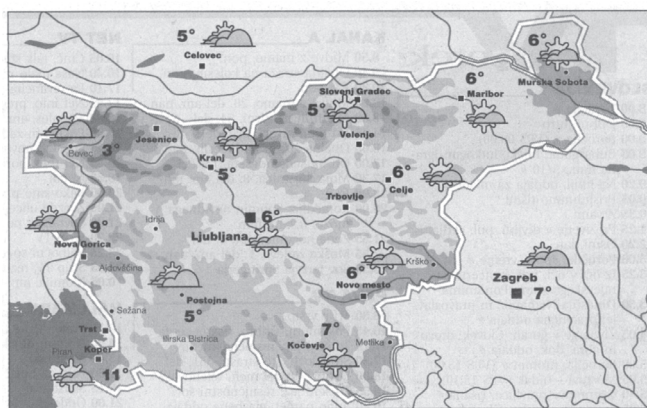 5°
Celovec
6°
Murska Sobota
Slovenj Gradec
6°
Maribor
5°
Velenje
Jesenice
3°
Bovec
Kranj
5°
6°
Celje
Trbovlje
9°
Idrija
6°
Ljubljana
Nova Gorica
Ajdovščina
Krško
6°
Novo mesto
Zagreb
7°
Postojna
5°
Sežana
Trst
Ilirska Bistrica
7°
Kočevje
Metlika
Piran
Koper
11°